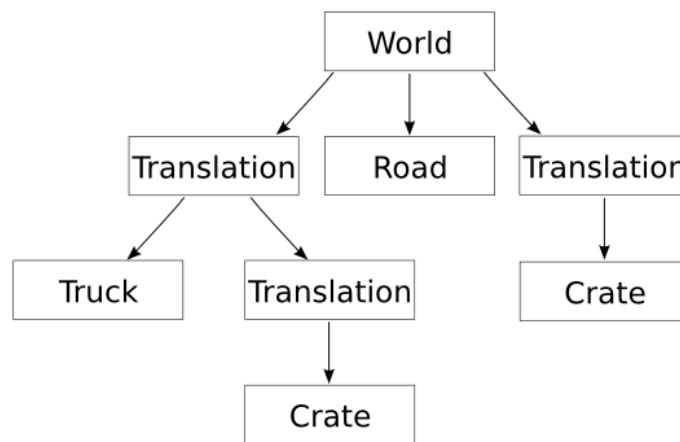 World
Translation
Road
Translation
Truck
Translation
Crate
Crate